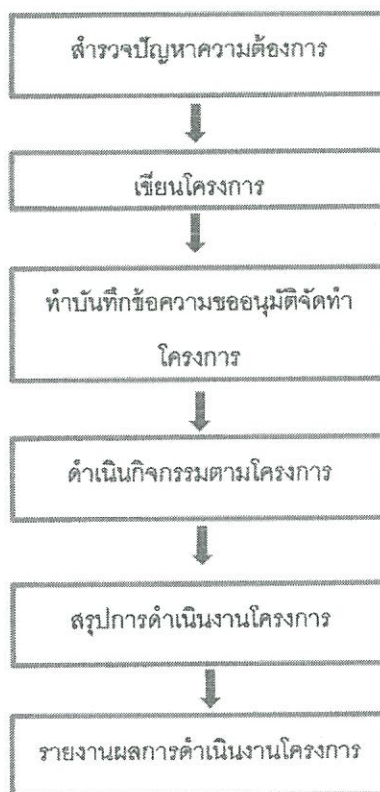 สำรวจปัญหาความต้องการ
เขียนโครงการ
ทำบันทึกข้อความขออนุมัติจัดทำ
โครงการ
ดำเนินกิจกรรมตามโครงการ
สรุปการดำเนินงานโครงการ
รายงานผลการดำเนินงานโครงการ